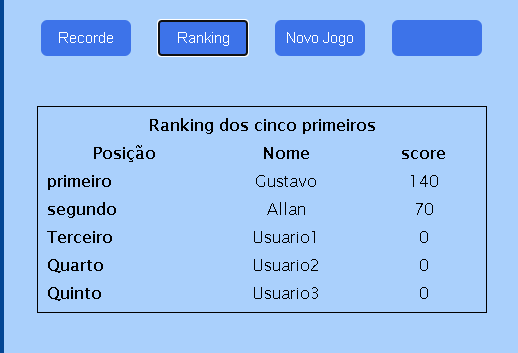 Recorde Ranking Novo Jogo
Ranking dos cinco primeiros
Posição Nome score
primeiro Gustavo 140
segundo Allan 70
Terceiro Usuario1 0
Quarto Usuario2 0
Quinto Usuario3 0